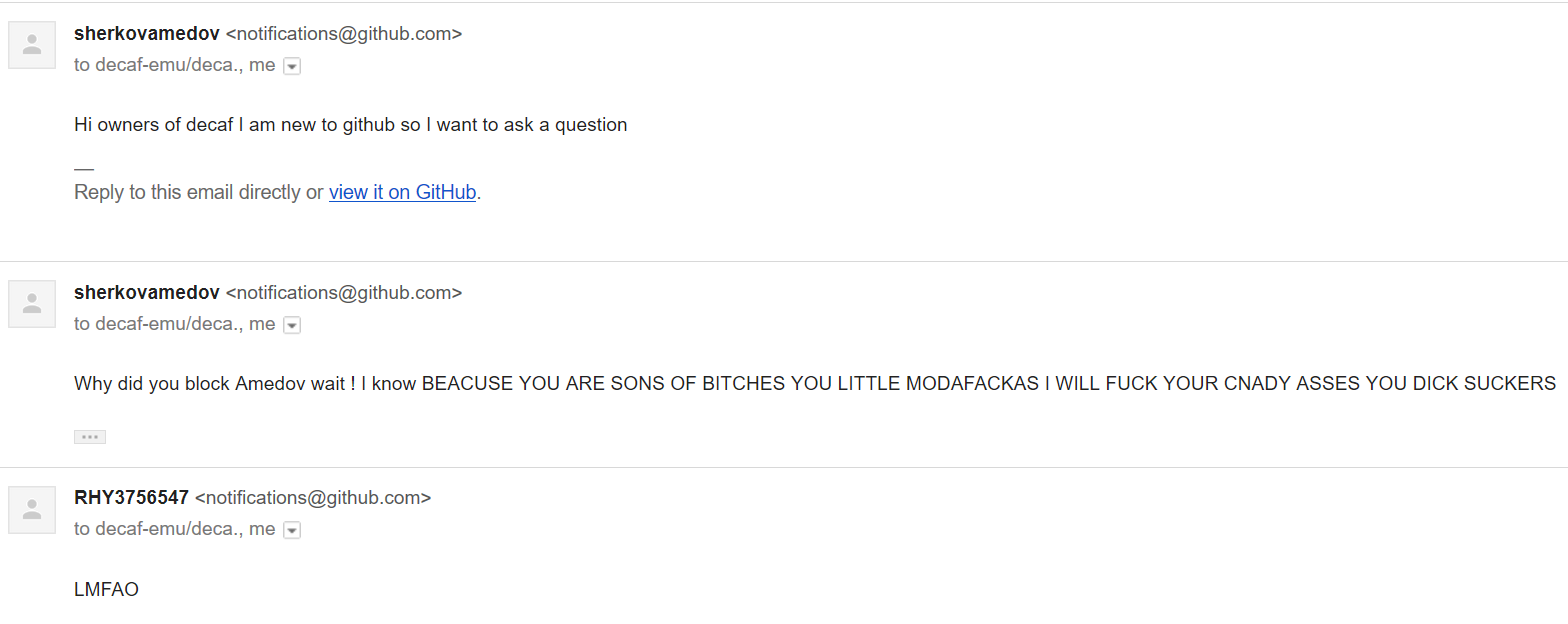 sherkovamedov <notifications@github.com>
to decaf-emu/deca., me
Hi owners of decaf I am new to github so I want to ask a question
—
Reply to this email directly or view it on GitHub.
sherkovamedov <notifications@github.com>
to decaf-emu/deca., me
Why did you block Amedov wait ! I know BEACUSE YOU ARE SONS OF BITCHES YOU LITTLE MODAFACKAS I WILL FUCK YOUR CNADY ASSES YOU DICK SUCKERS
RHY3756547 <notifications@github.com>
to decaf-emu/deca., me
LMFAO